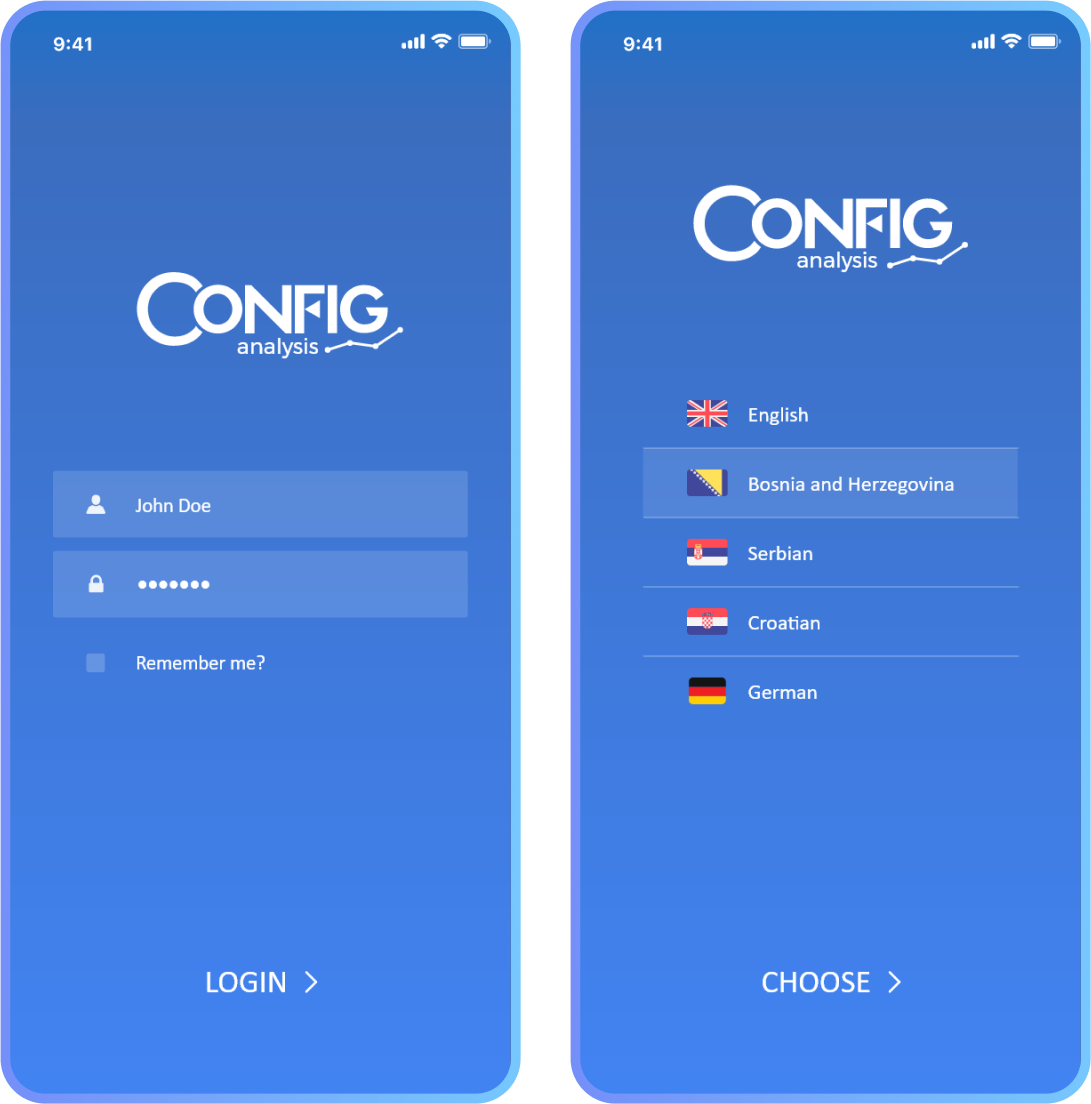 9:41
CONFIG
analysis
John Doe
•••••••
Remember me?
LOGIN >
9:41
CONFIG
analysis
English
Bosnia and Herzegovina
Serbian
Croatian
German
CHOOSE >